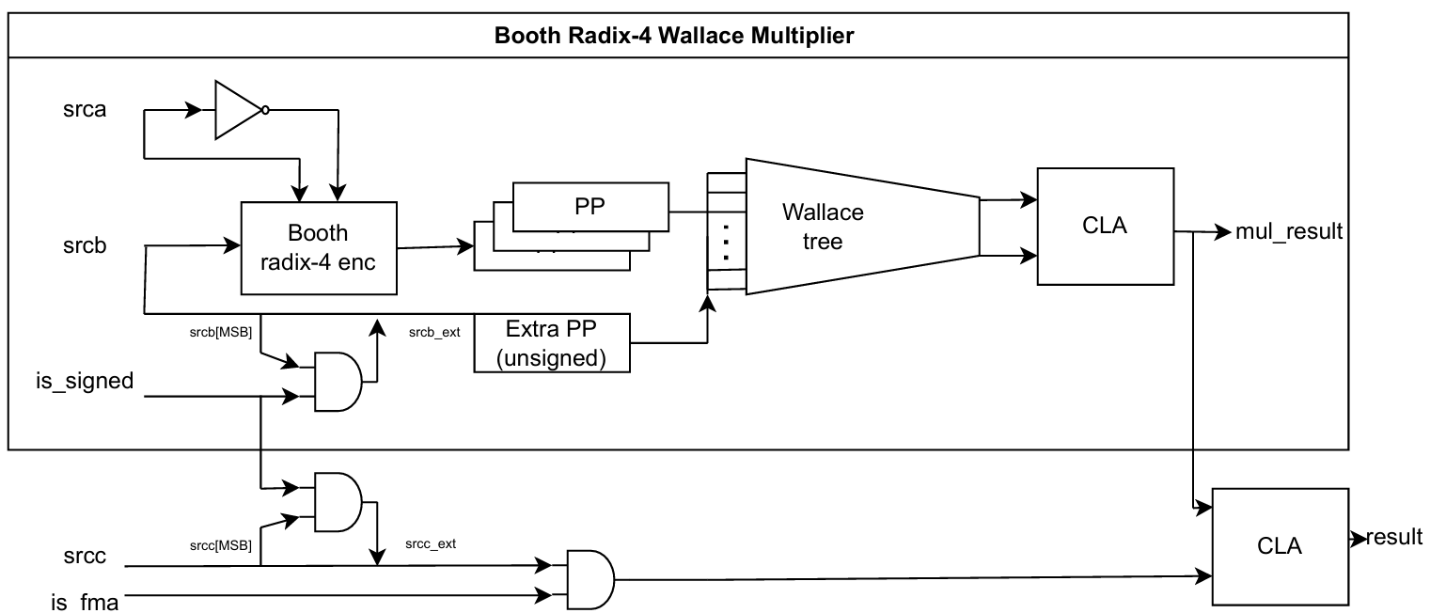 Booth Radix-4 Wallace Multiplier
srca
PP
Wallace
tree
CLA
mul_result
srcb
Booth
radix-4 enc
srcb[MSB]
srcb_ext
Extra PP
(unsigned)
is_signed
srcc[MSB]
srcc_ext
srcc
is_fma
CLA
result